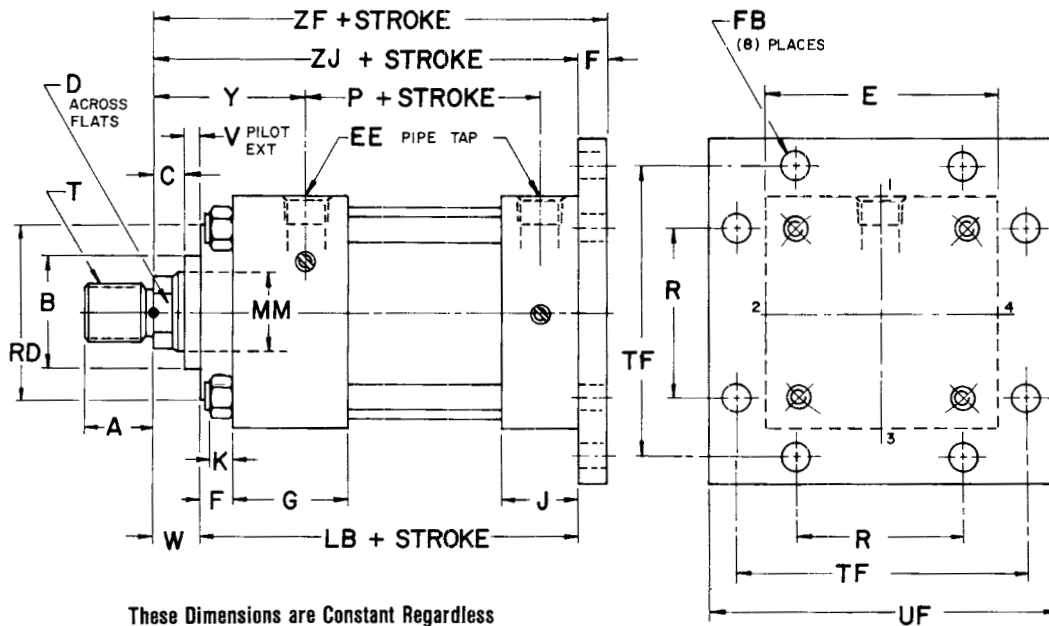 ZF + STROKE
ZJ + STROKE
F
FB
(8) PLACES
D
ACROSS
FLATS
Y
P + STROKE
E
V PILOT
EXT
EE PIPE TAP
C
T
1
B
MM
R
2
4
RD
TF
A
3
K
F
G
J
R
W
LB + STROKE
TF
UF
These Dimensions are Constant Regardless